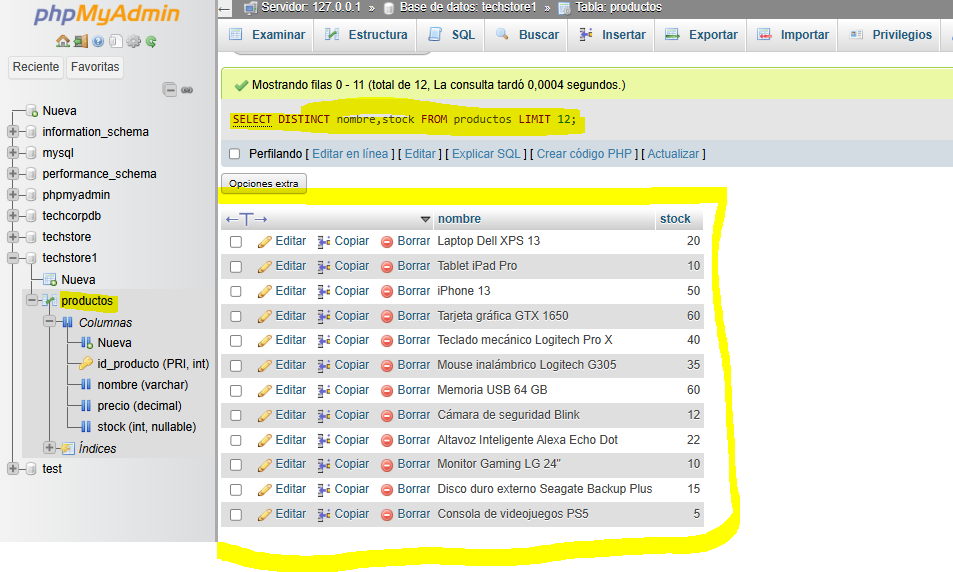 phpMyAdmin
Reciente Favoritas
Nueva
information_schema
mysql
performance_schema
phpmyadmin
techcorpdb
techstore
techstore1
Nueva
productos
Columnas
Nueva
id_producto (PRI, int)
nombre (varchar)
precio (decimal)
stock (int, nullable)
Índices
test
Servidor: 127.0.0.1 » Base de datos: techstore1 » Tabla: productos
Examinar Estructura SQL Buscar Insertar Exportar Importar Privilegios
Mostrando filas 0 - 11 (total de 12, La consulta tardó 0,0004 segundos.)
SELECT DISTINCT nombre,stock FROM productos LIMIT 12;
Perfilando [ Editar en línea ] [ Editar ] [ Explicar SQL ] [ Crear código PHP ] [ Actualizar ]
Opciones extra
←T→ nombre stock
Editar Copiar Borrar Laptop Dell XPS 13 20
Editar Copiar Borrar Tablet iPad Pro 10
Editar Copiar Borrar iPhone 13 50
Editar Copiar Borrar Tarjeta gráfica GTX 1650 60
Editar Copiar Borrar Teclado mecánico Logitech Pro X 40
Editar Copiar Borrar Mouse inalámbrico Logitech G305 35
Editar Copiar Borrar Memoria USB 64 GB 60
Editar Copiar Borrar Cámara de seguridad Blink 12
Editar Copiar Borrar Altavoz Inteligente Alexa Echo Dot 22
Editar Copiar Borrar Monitor Gaming LG 24" 10
Editar Copiar Borrar Disco duro externo Seagate Backup Plus 15
Editar Copiar Borrar Consola de videojuegos PS5 5